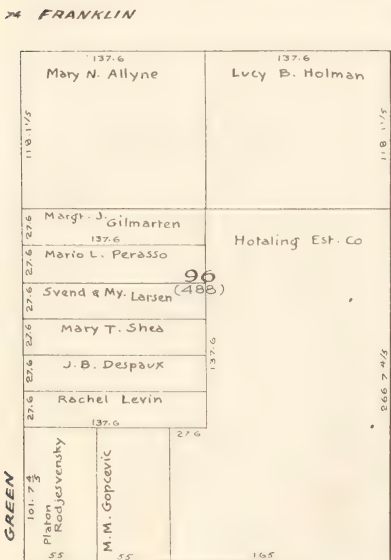 74 FRANKLIN
137.6
Mary N. Allyne
118.1 1/5
137.6
Lucy B. Holman
118 1/5
27.6
Margt. J. Gilmarten
137.6
27.6
Mario L. Perasso
27.6
Svend & My. Larsen
27.6
Mary T. Shea
27.6
J.B. Despaux
27.6
Rachel Levin
137.6
96
(488)
137.6
Hotaling Est. Co
266 7 4/5
27.6
GREEN
101. 7 4/5
Platon
Rodjesvensky
55
M.M. Gopcevic
55
165